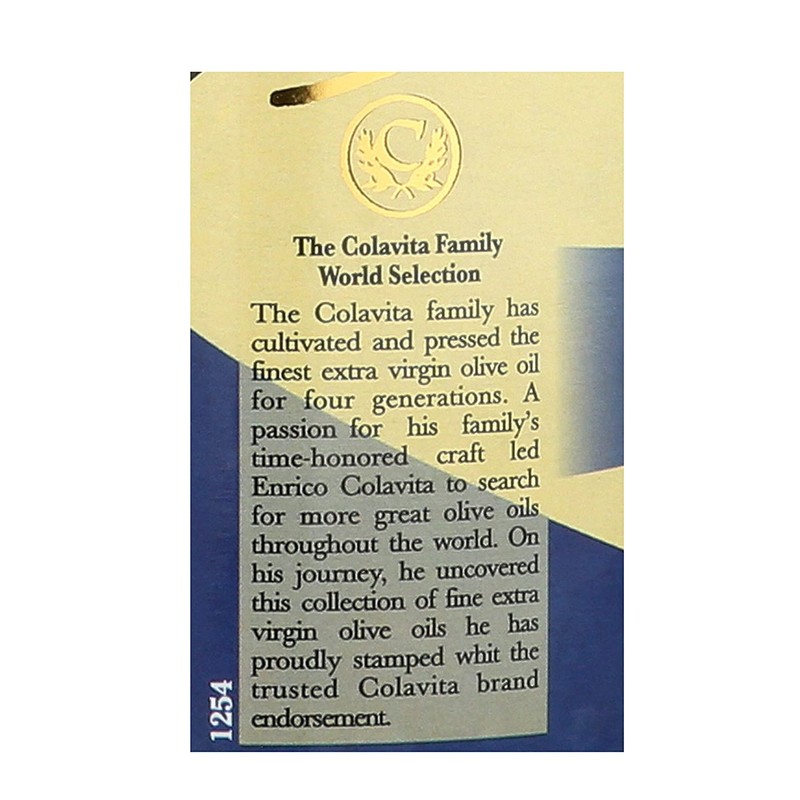 C
The Colavita Family
World Selection
The Colavita family has
cultivated and pressed the
finest extra virgin olive oil
for four generations. A
passion for his family's
time-honored craft led
Enrico Colavita to search
for more great olive oils
throughout the world. On
his journey, he uncovered
this collection of fine extra
virgin olive oils he has
proudly stamped whit the
trusted Colavita brand
endorsement.
1254